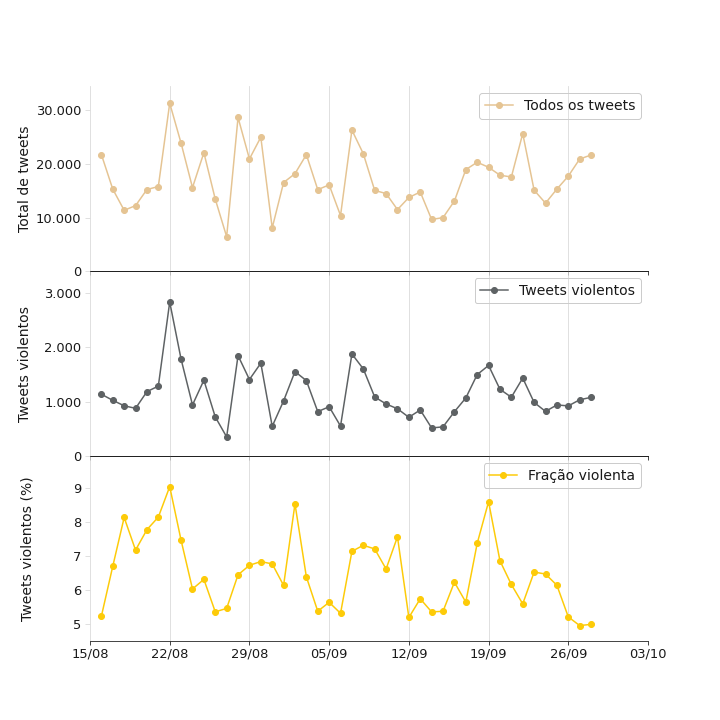 Todos os tweets
Total de tweets
30.000
20.000
10.000
0
Tweets violentos
Tweets violentos
3.000
2.000
1.000
0
Fração violenta
Tweets violentos (%)
9
8
7
6
5
15/08 22/08 29/08 05/09 12/09 19/09 26/09 03/10